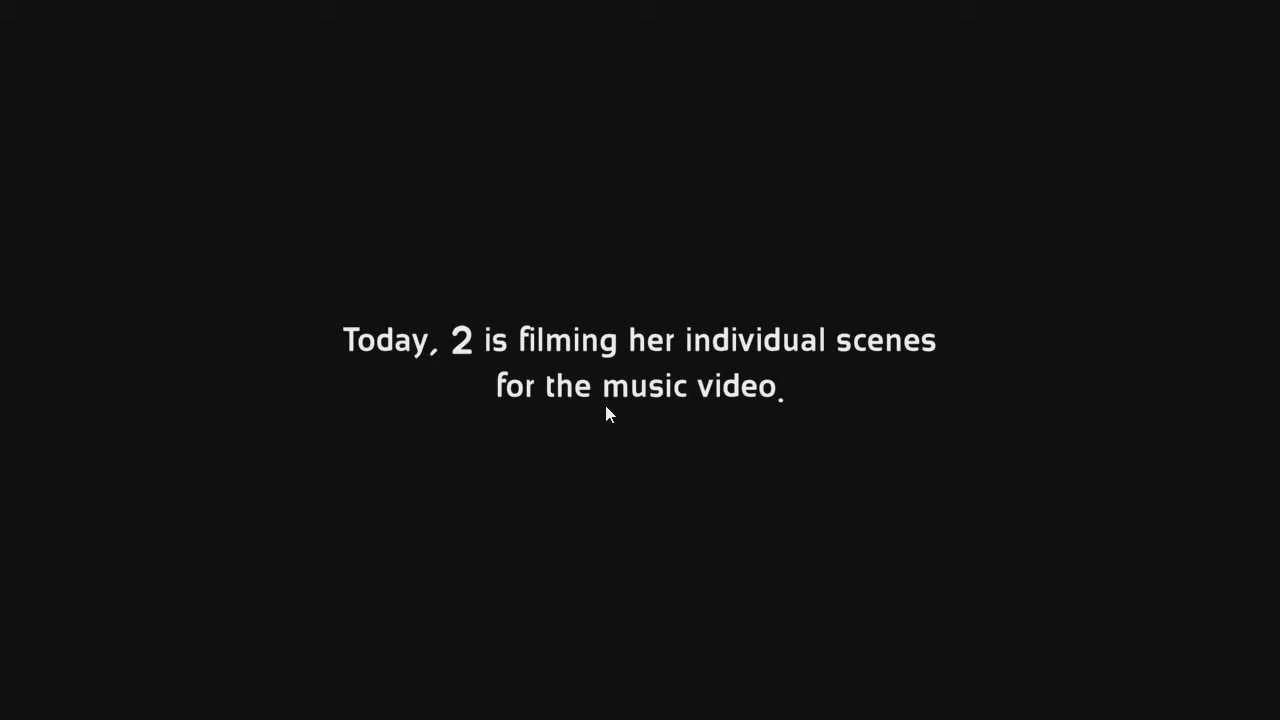 Today, 2 is filming her individual scenes
for the music video.